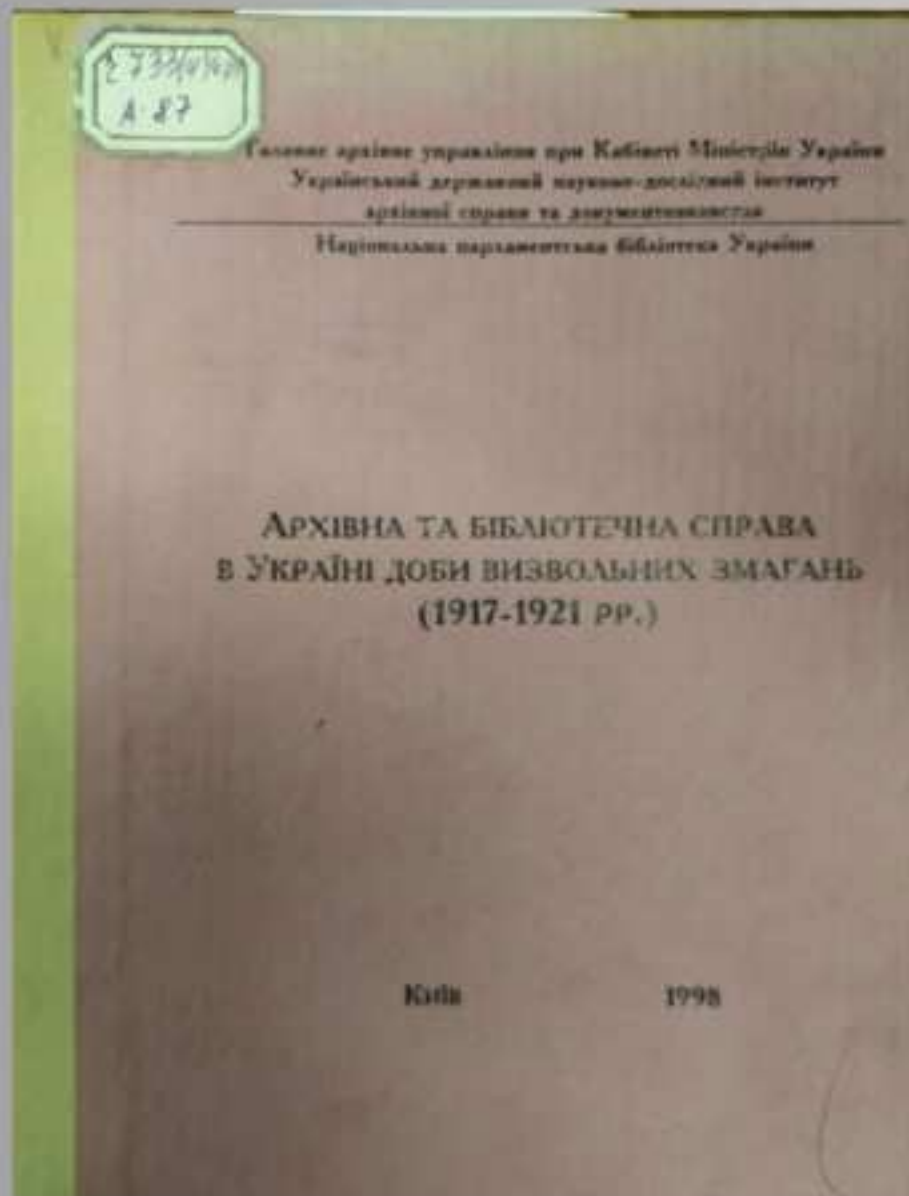 А 87
Головне архівне управління при Кабінеті Міністрів України
Український державний науково-дослідний інститут
архівної справи та документознавства
Національна парламентська бібліотека України
АРХІВНА ТА БІБЛІОТЕЧНА СПРАВА
В УКРАЇНІ ДОБИ ВИЗВОЛЬНИХ ЗМАГАНЬ
(1917-1921 РР.)
Київ 1998